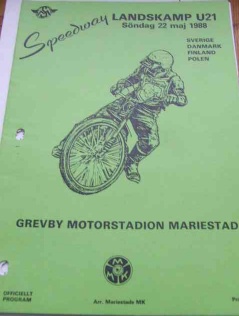 Speedway
LANDSKAMP U21
Söndag 22 maj 1988
SVERIGE
DANMARK
FINLAND
POLEN
GREVBY MOTORSTADION MARIESTAD
OFFICIELLT
PROGRAM
Arr. Mariestads MK